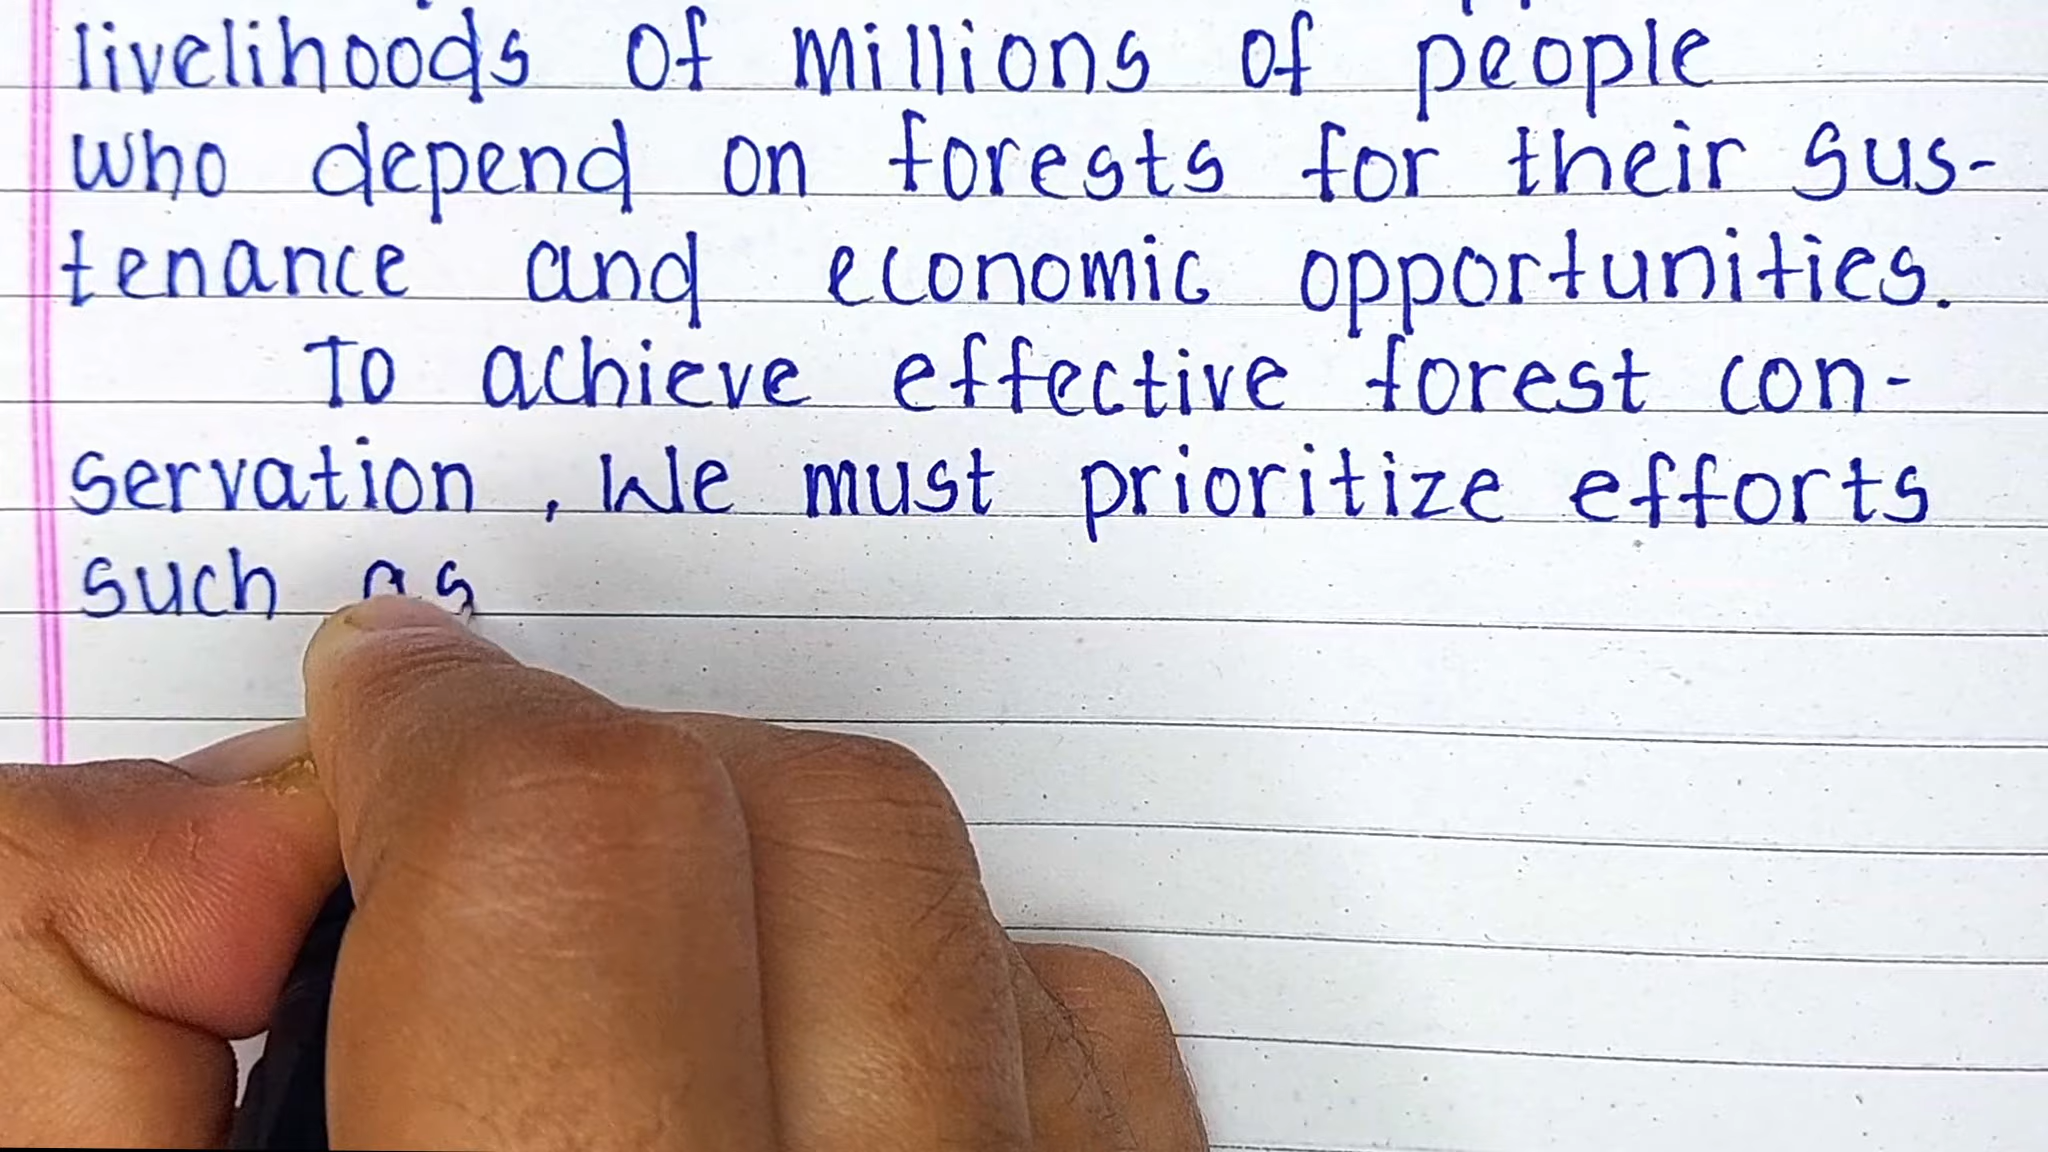 livelihoods of millions of people
who depend on forests for their sus-
tenance and economic opportunities.
To achieve effective forest con-
servation, We must prioritize efforts
such as